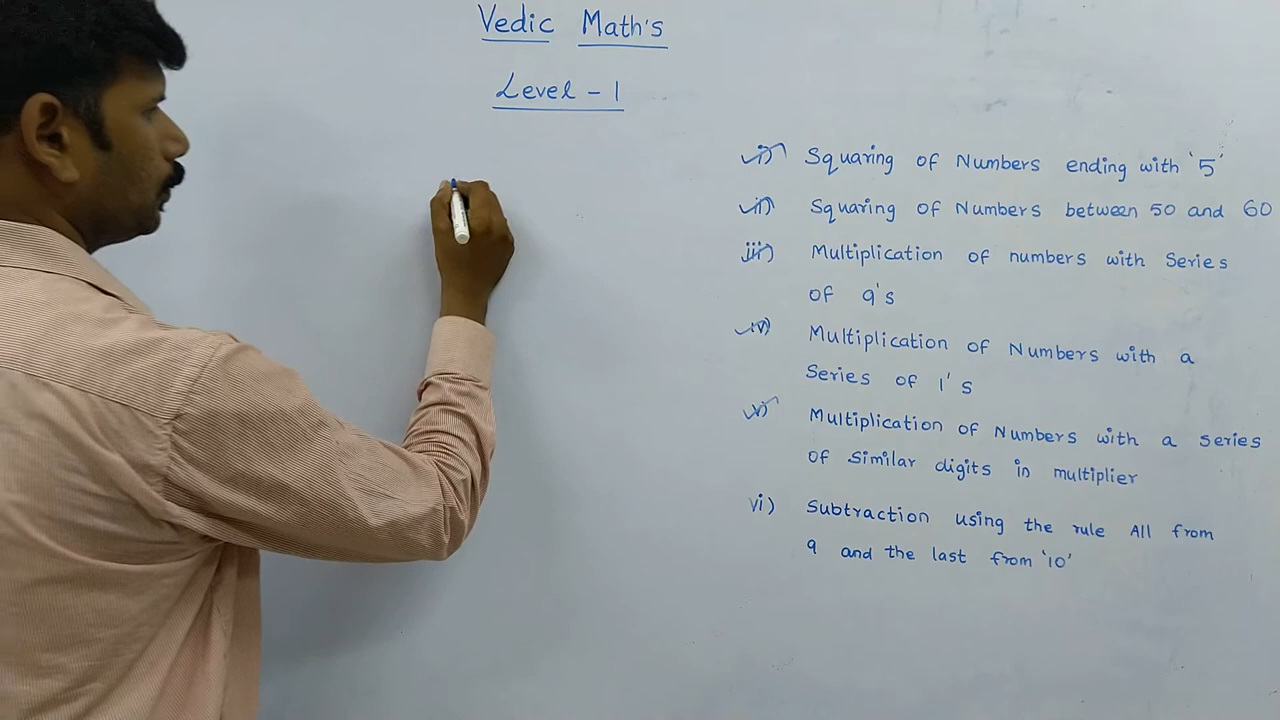 Vedic Math's
Level - 1
i) Squaring of Numbers ending with '5'
ii) Squaring of Numbers between 50 and 60
iii) Multiplication of numbers with Series
of 9's
iv) Multiplication of Numbers with a
Series of 1's
v) Multiplication of Numbers with a series
of similar digits in multiplier
vi) Subtraction using the rule All from
9 and the last from '10'